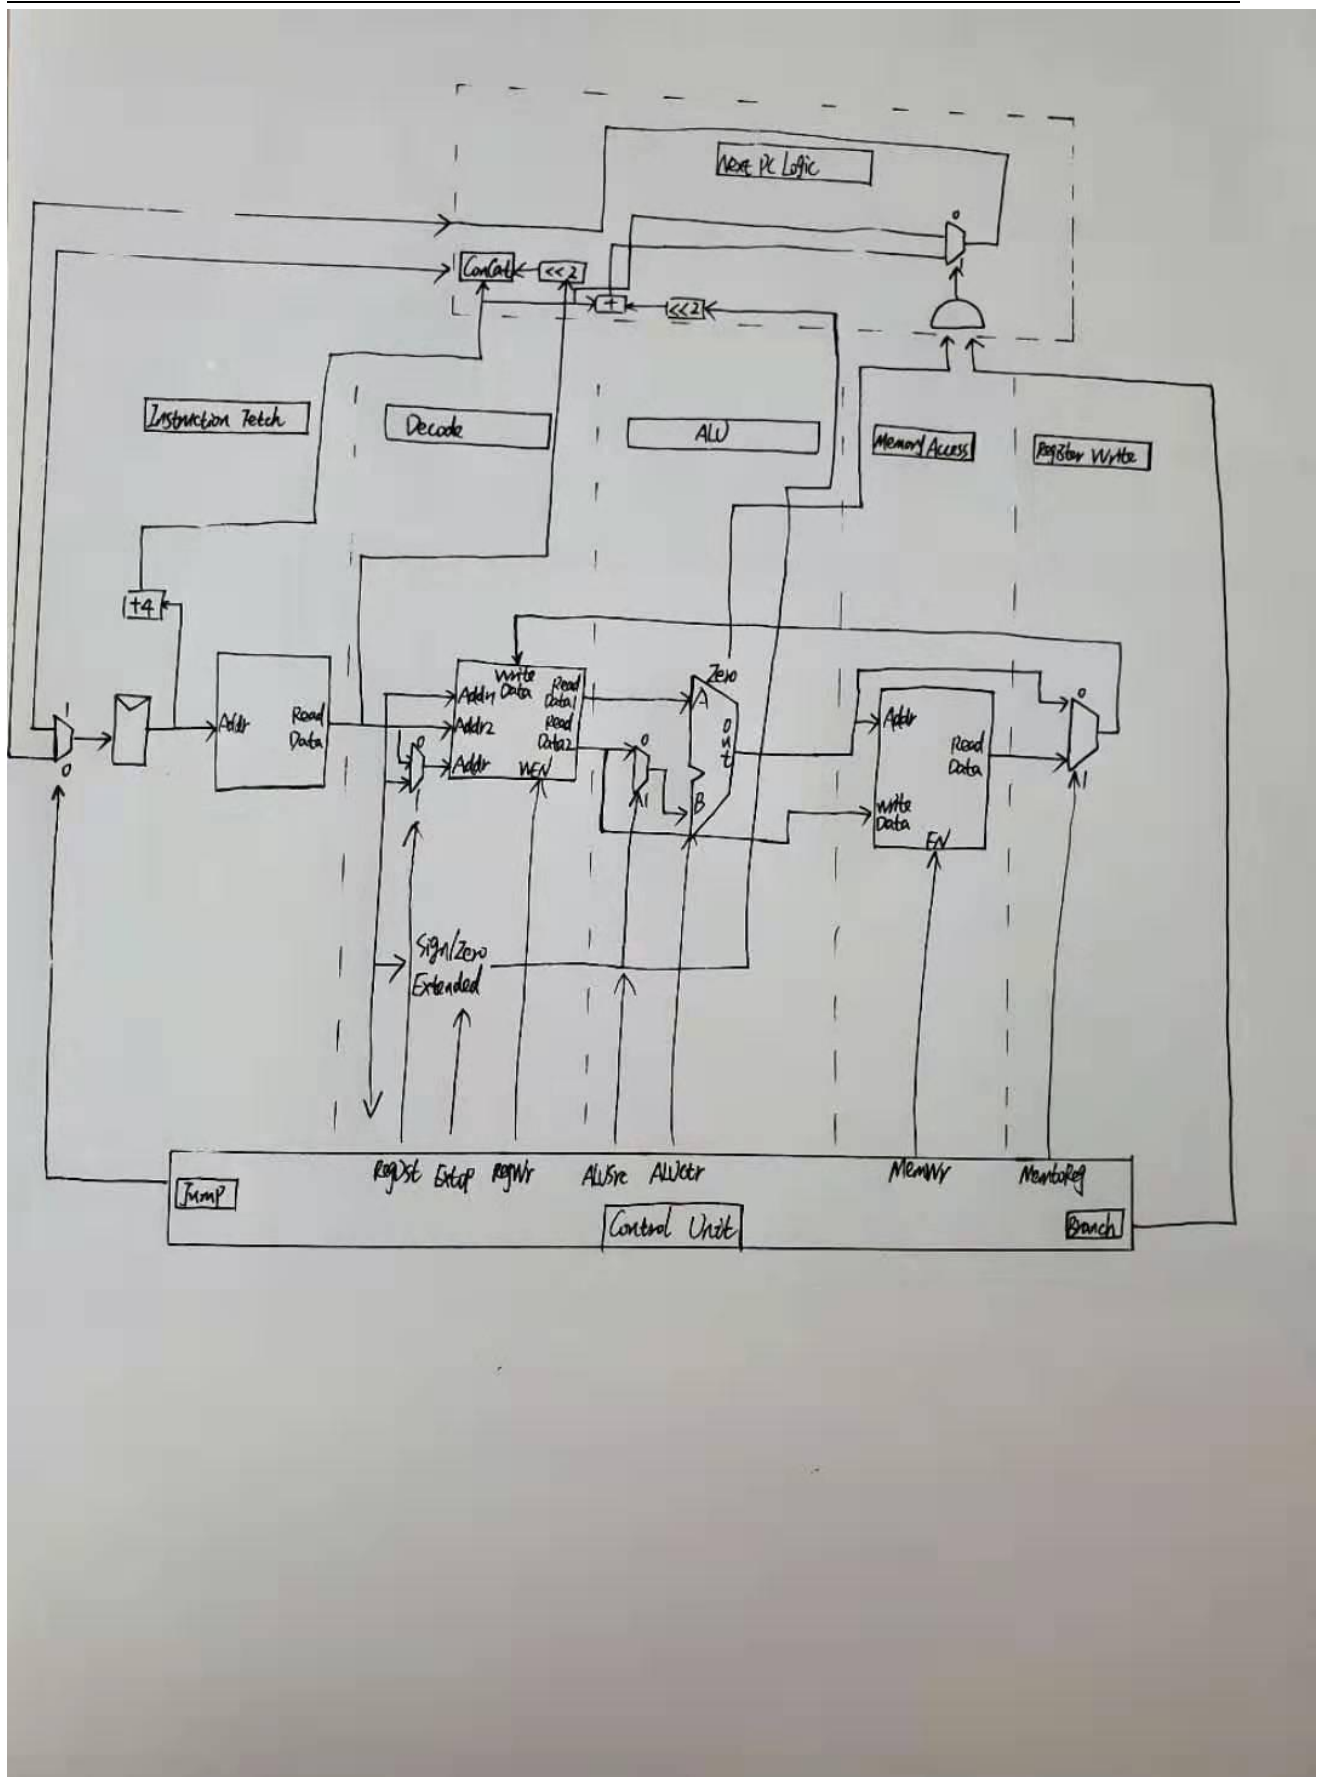 Next PC Logic
0
1
ConCat
<<2
+
<<2
Instruction Fetch
Decode
ALU
Memory Access
Register Write
+4
1
0
Addr
Read
Data
Write
Data
Addr1
Addr2
Addr
Read
Data1
Read
Data2
WEN
0
1
0
1
Zero
A
B
Out
Addr
Read
Data
Write
Data
EN
0
1
Sign/Zero
Extended
RegDst ExtOP RegWr ALUSrc ALUctr MemWr MemtoReg
Jump
Control Unit
Branch